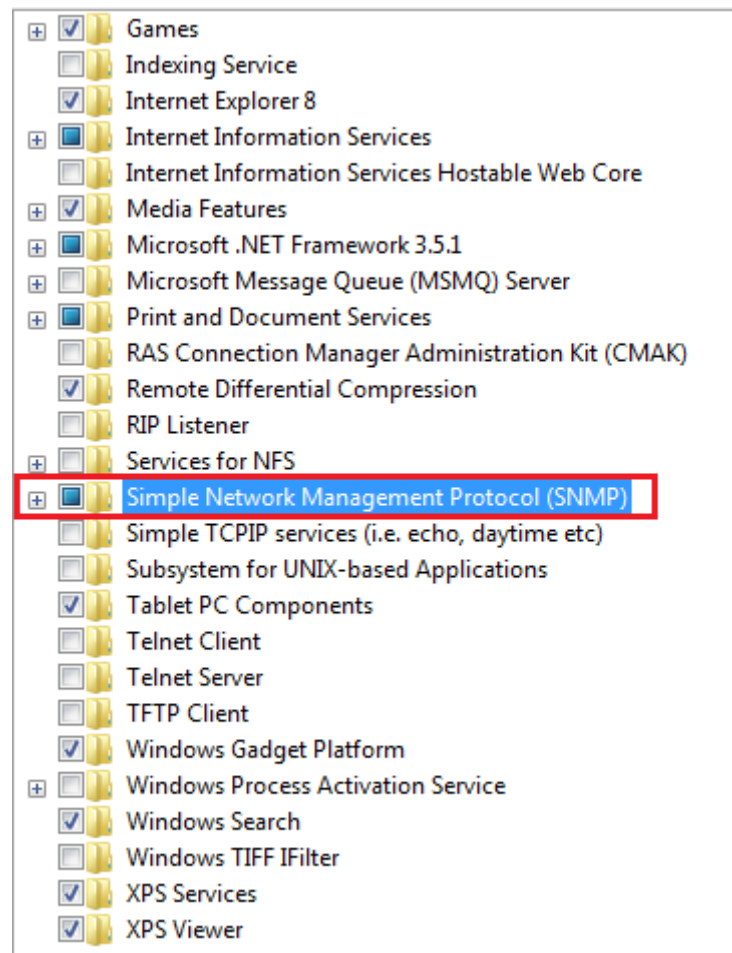 Games
Indexing Service
Internet Explorer 8
Internet Information Services
Internet Information Services Hostable Web Core
Media Features
Microsoft .NET Framework 3.5.1
Microsoft Message Queue (MSMQ) Server
Print and Document Services
RAS Connection Manager Administration Kit (CMAK)
Remote Differential Compression
RIP Listener
Services for NFS
Simple Network Management Protocol (SNMP)
Simple TCPIP services (i.e. echo, daytime etc)
Subsystem for UNIX-based Applications
Tablet PC Components
Telnet Client
Telnet Server
TFTP Client
Windows Gadget Platform
Windows Process Activation Service
Windows Search
Windows TIFF IFilter
XPS Services
XPS Viewer